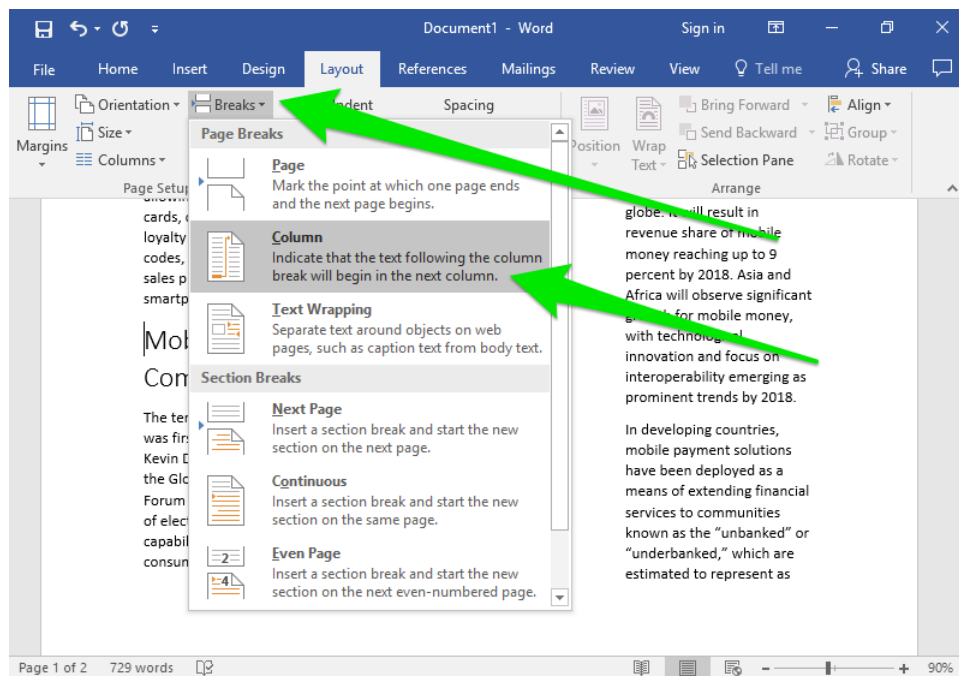 Document1 - Word Sign in
File Home Insert Design Layout References Mailings Review View Tell me Share
Margins
Orientation
Size
Columns
Breaks
Spacing
Position
Wrap
Text
Bring Forward
Send Backward
Selection Pane
Align
Group
Rotate
Page Setup
Arrange
Page Breaks
Page
Mark the point at which one page ends
and the next page begins.
Column
Indicate that the text following the column
break will begin in the next column.
Text Wrapping
Separate text around objects on web
pages, such as caption text from body text.
Section Breaks
Next Page
Insert a section break and start the new
section on the next page.
Continuous
Insert a section break and start the new
section on the same page.
Even Page
=2=
4
Insert a section break and start the new
section on the next even-numbered page.
cards,
loyalty
codes,
sales p
smartp
Mo
Com
The ter
was firs
Kevin D
the Glo
Forum
of elect
capabil
consum
globe. It will result in
revenue share of mobile
money reaching up to 9
percent by 2018. Asia and
Africa will observe significant
for mobile money,
with technological
innovation and focus on
interoperability emerging as
prominent trends by 2018.
In developing countries,
mobile payment solutions
have been deployed as a
means of extending financial
services to communities
known as the “unbanked” or
“underbanked,” which are
estimated to represent as
Page 1 of 2 729 words 90%